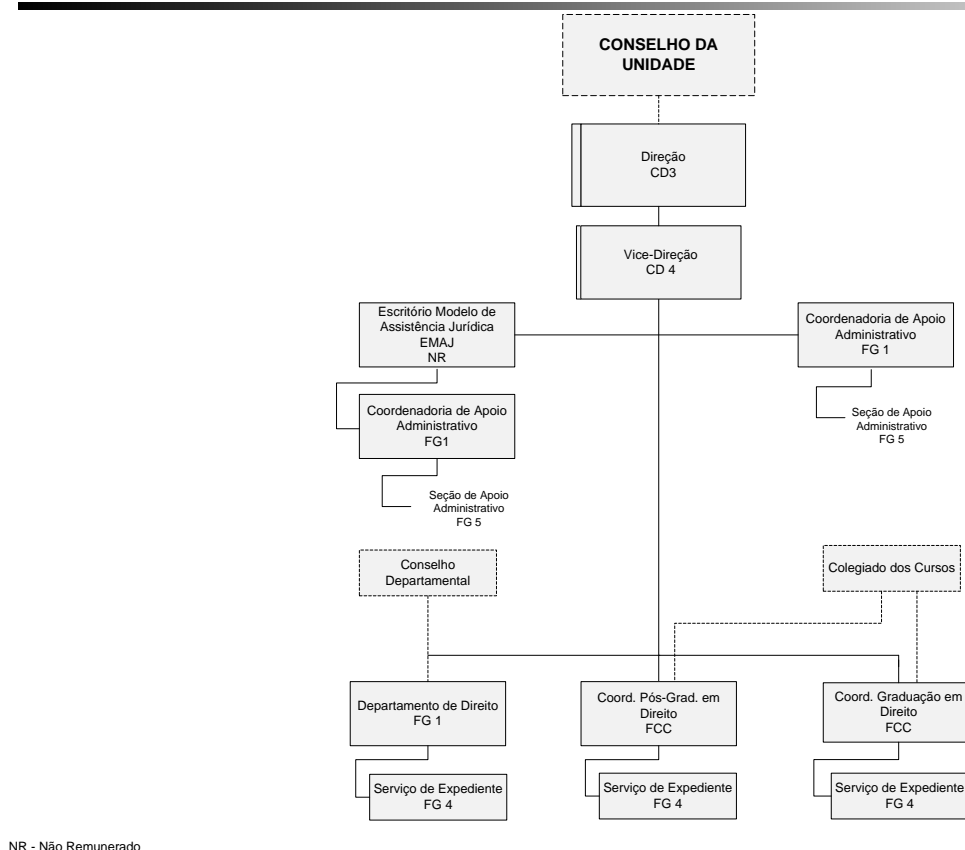 CONSELHO DA
UNIDADE
Direção
CD3
Vice-Direção
CD 4
Escritório Modelo de
Assistência Jurídica
EMAJ
NR
Coordenadoria de Apoio
Administrativo
FG 1
Coordenadoria de Apoio
Administrativo
FG1
Seção de Apoio
Administrativo
FG 5
Seção de Apoio
Administrativo
FG 5
Conselho
Departamental
Colegiado dos Cursos
Departamento de Direito
FG 1
Coord. Pós-Grad. em
Direito
FCC
Coord. Graduação em
Direito
FCC
Serviço de Expediente
FG 4
Serviço de Expediente
FG 4
Serviço de Expediente
FG 4
NR - Não Remunerado